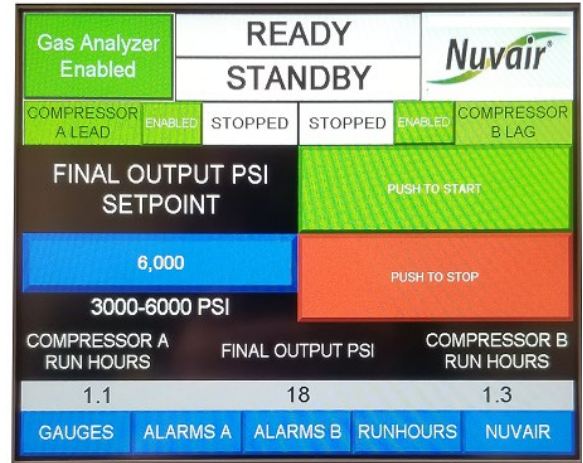 Gas Analyzer
Enabled
READY
STANDBY
Nuvair
COMPRESSOR
A LEAD
ENABLED
STOPPED
STOPPED
ENABLED
COMPRESSOR
B LAG
FINAL OUTPUT PSI
SETPOINT
PUSH TO START
6,000
PUSH TO STOP
3000-6000 PSI
COMPRESSOR A
RUN HOURS
FINAL OUTPUT PSI
COMPRESSOR B
RUN HOURS
1.1
18
1.3
GAUGES
ALARMS A
ALARMS B
RUNHOURS
NUVAIR